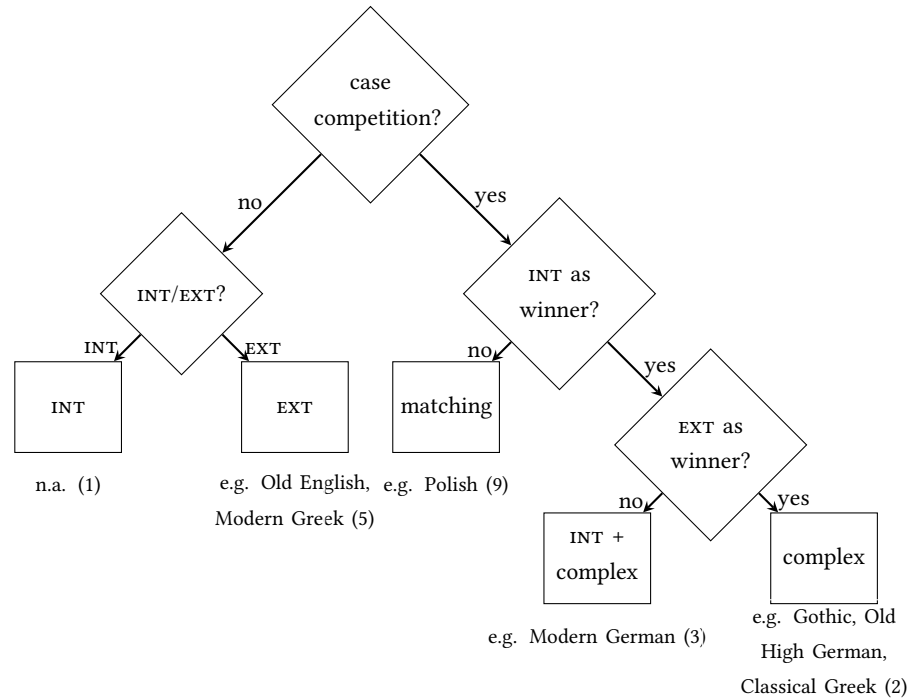 case
competition?
no
yes
INT/EXT?
INT as
winner?
INT
EXT
no
yes
INT
EXT
matching
EXT as
winner?
n.a. (1)
e.g. Old English,
Modern Greek (5)
e.g. Polish (9)
no
yes
INT +
complex
complex
e.g. Modern German (3)
e.g. Gothic, Old
High German,
Classical Greek (2)